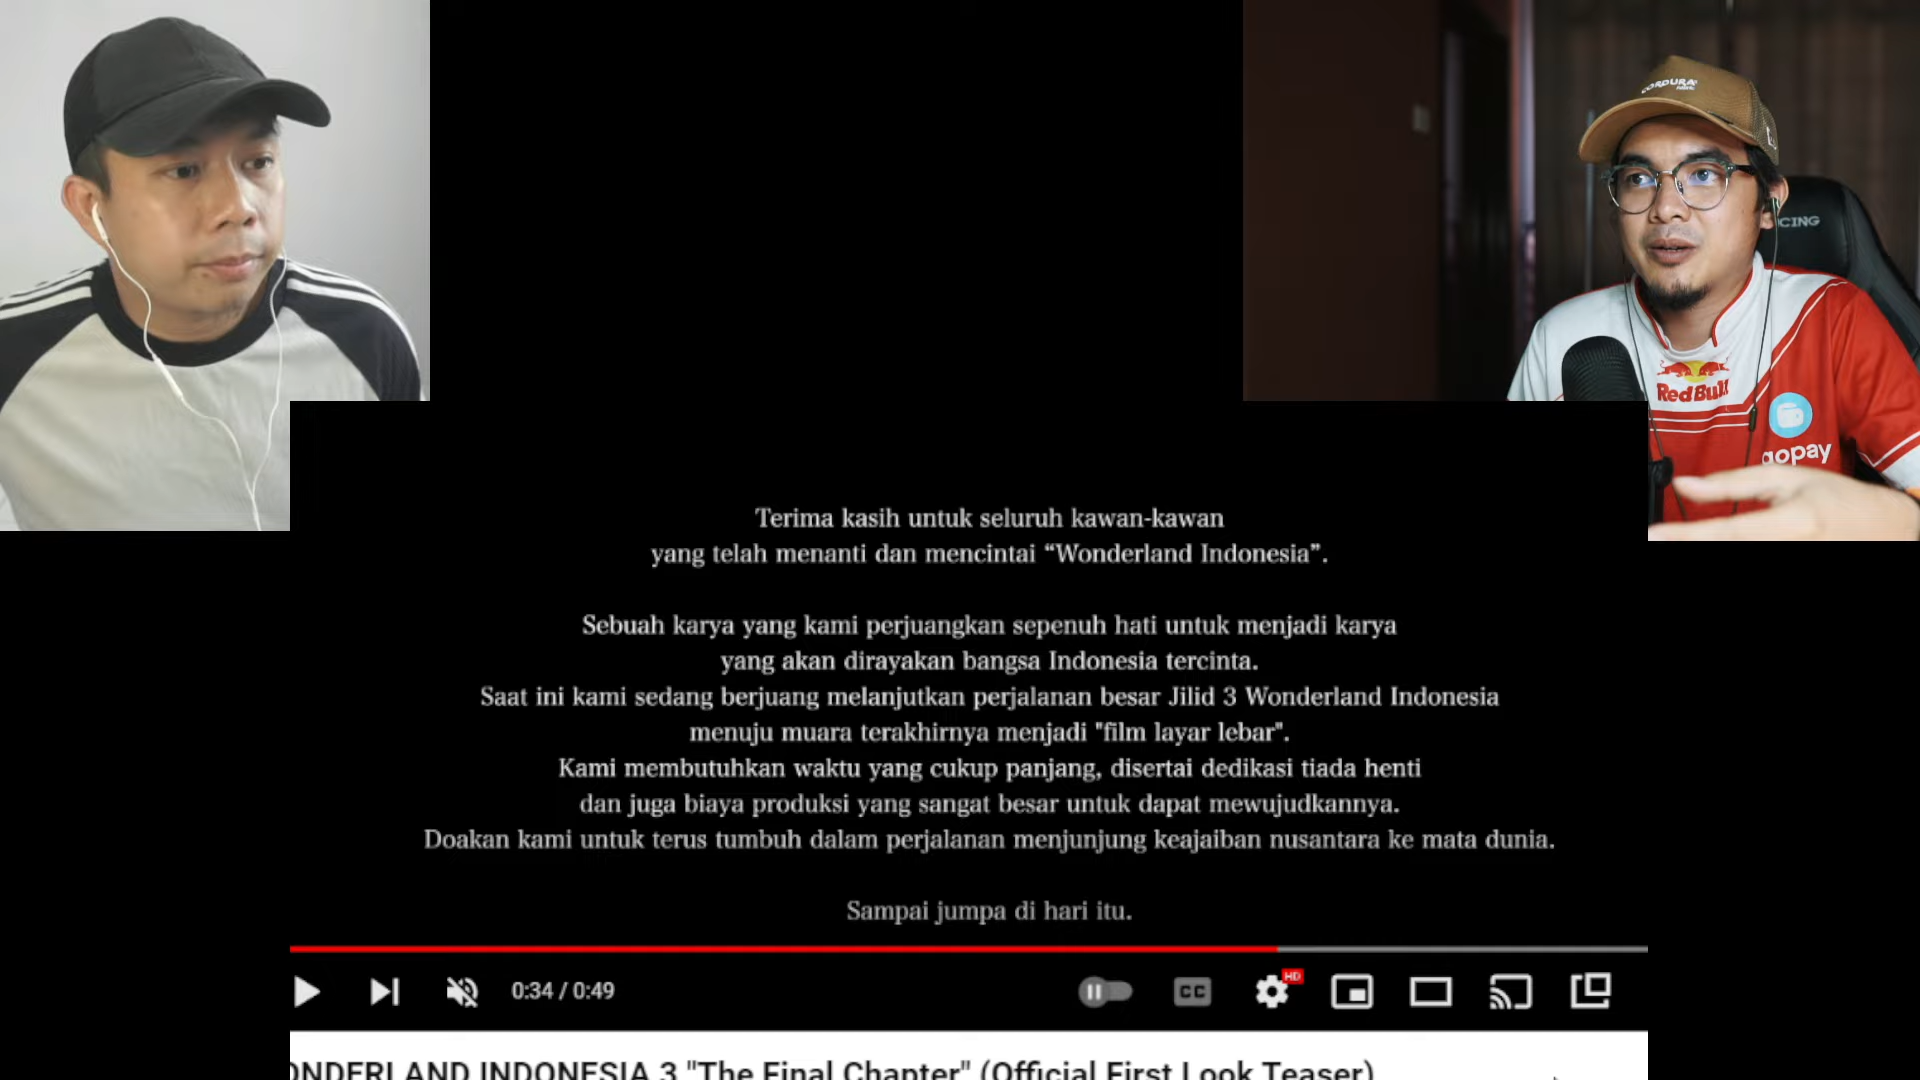 CORDURA
CING
Red Bull
gopay
Terima kasih untuk seluruh kawan-kawan
yang telah menanti dan mencintai “Wonderland Indonesia”.
Sebuah karya yang kami perjuangkan sepenuh hati untuk menjadi karya
yang akan dirayakan bangsa Indonesia tercinta.
Saat ini kami sedang berjuang melanjutkan perjalanan besar Jilid 3 Wonderland Indonesia
menuju muara terakhirnya menjadi "film layar lebar".
Kami membutuhkan waktu yang cukup panjang, disertai dedikasi tiada henti
dan juga biaya produksi yang sangat besar untuk dapat mewujudkannya.
Doakan kami untuk terus tumbuh dalam perjalanan menjunjung keajaiban nusantara ke mata dunia.
Sampai jumpa di hari itu.
0:34 / 0:49
CC
HD
ONDERLAND INDONESIA 3 "The Final Chapter" (Official First Look Teaser)